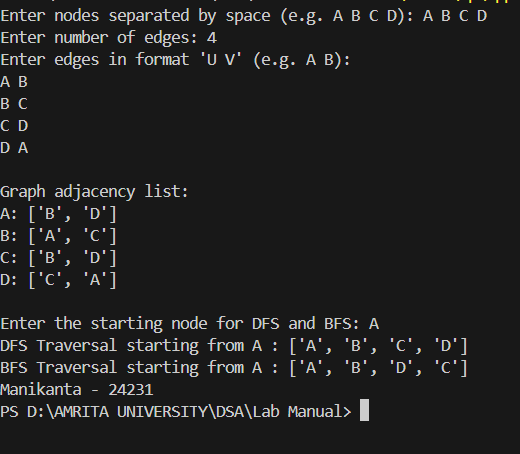 Enter nodes separated by space (e.g. A B C D): A B C D
Enter number of edges: 4
Enter edges in format 'U V' (e.g. A B):
A B
B C
C D
D A
Graph adjacency list:
A: ['B', 'D']
B: ['A', 'C']
C: ['B', 'D']
D: ['C', 'A']
Enter the starting node for DFS and BFS: A
DFS Traversal starting from A : ['A', 'B', 'C', 'D']
BFS Traversal starting from A : ['A', 'B', 'D', 'C']
Manikanta - 24231
PS D:\AMRITA UNIVERSITY\DSA\Lab Manual>